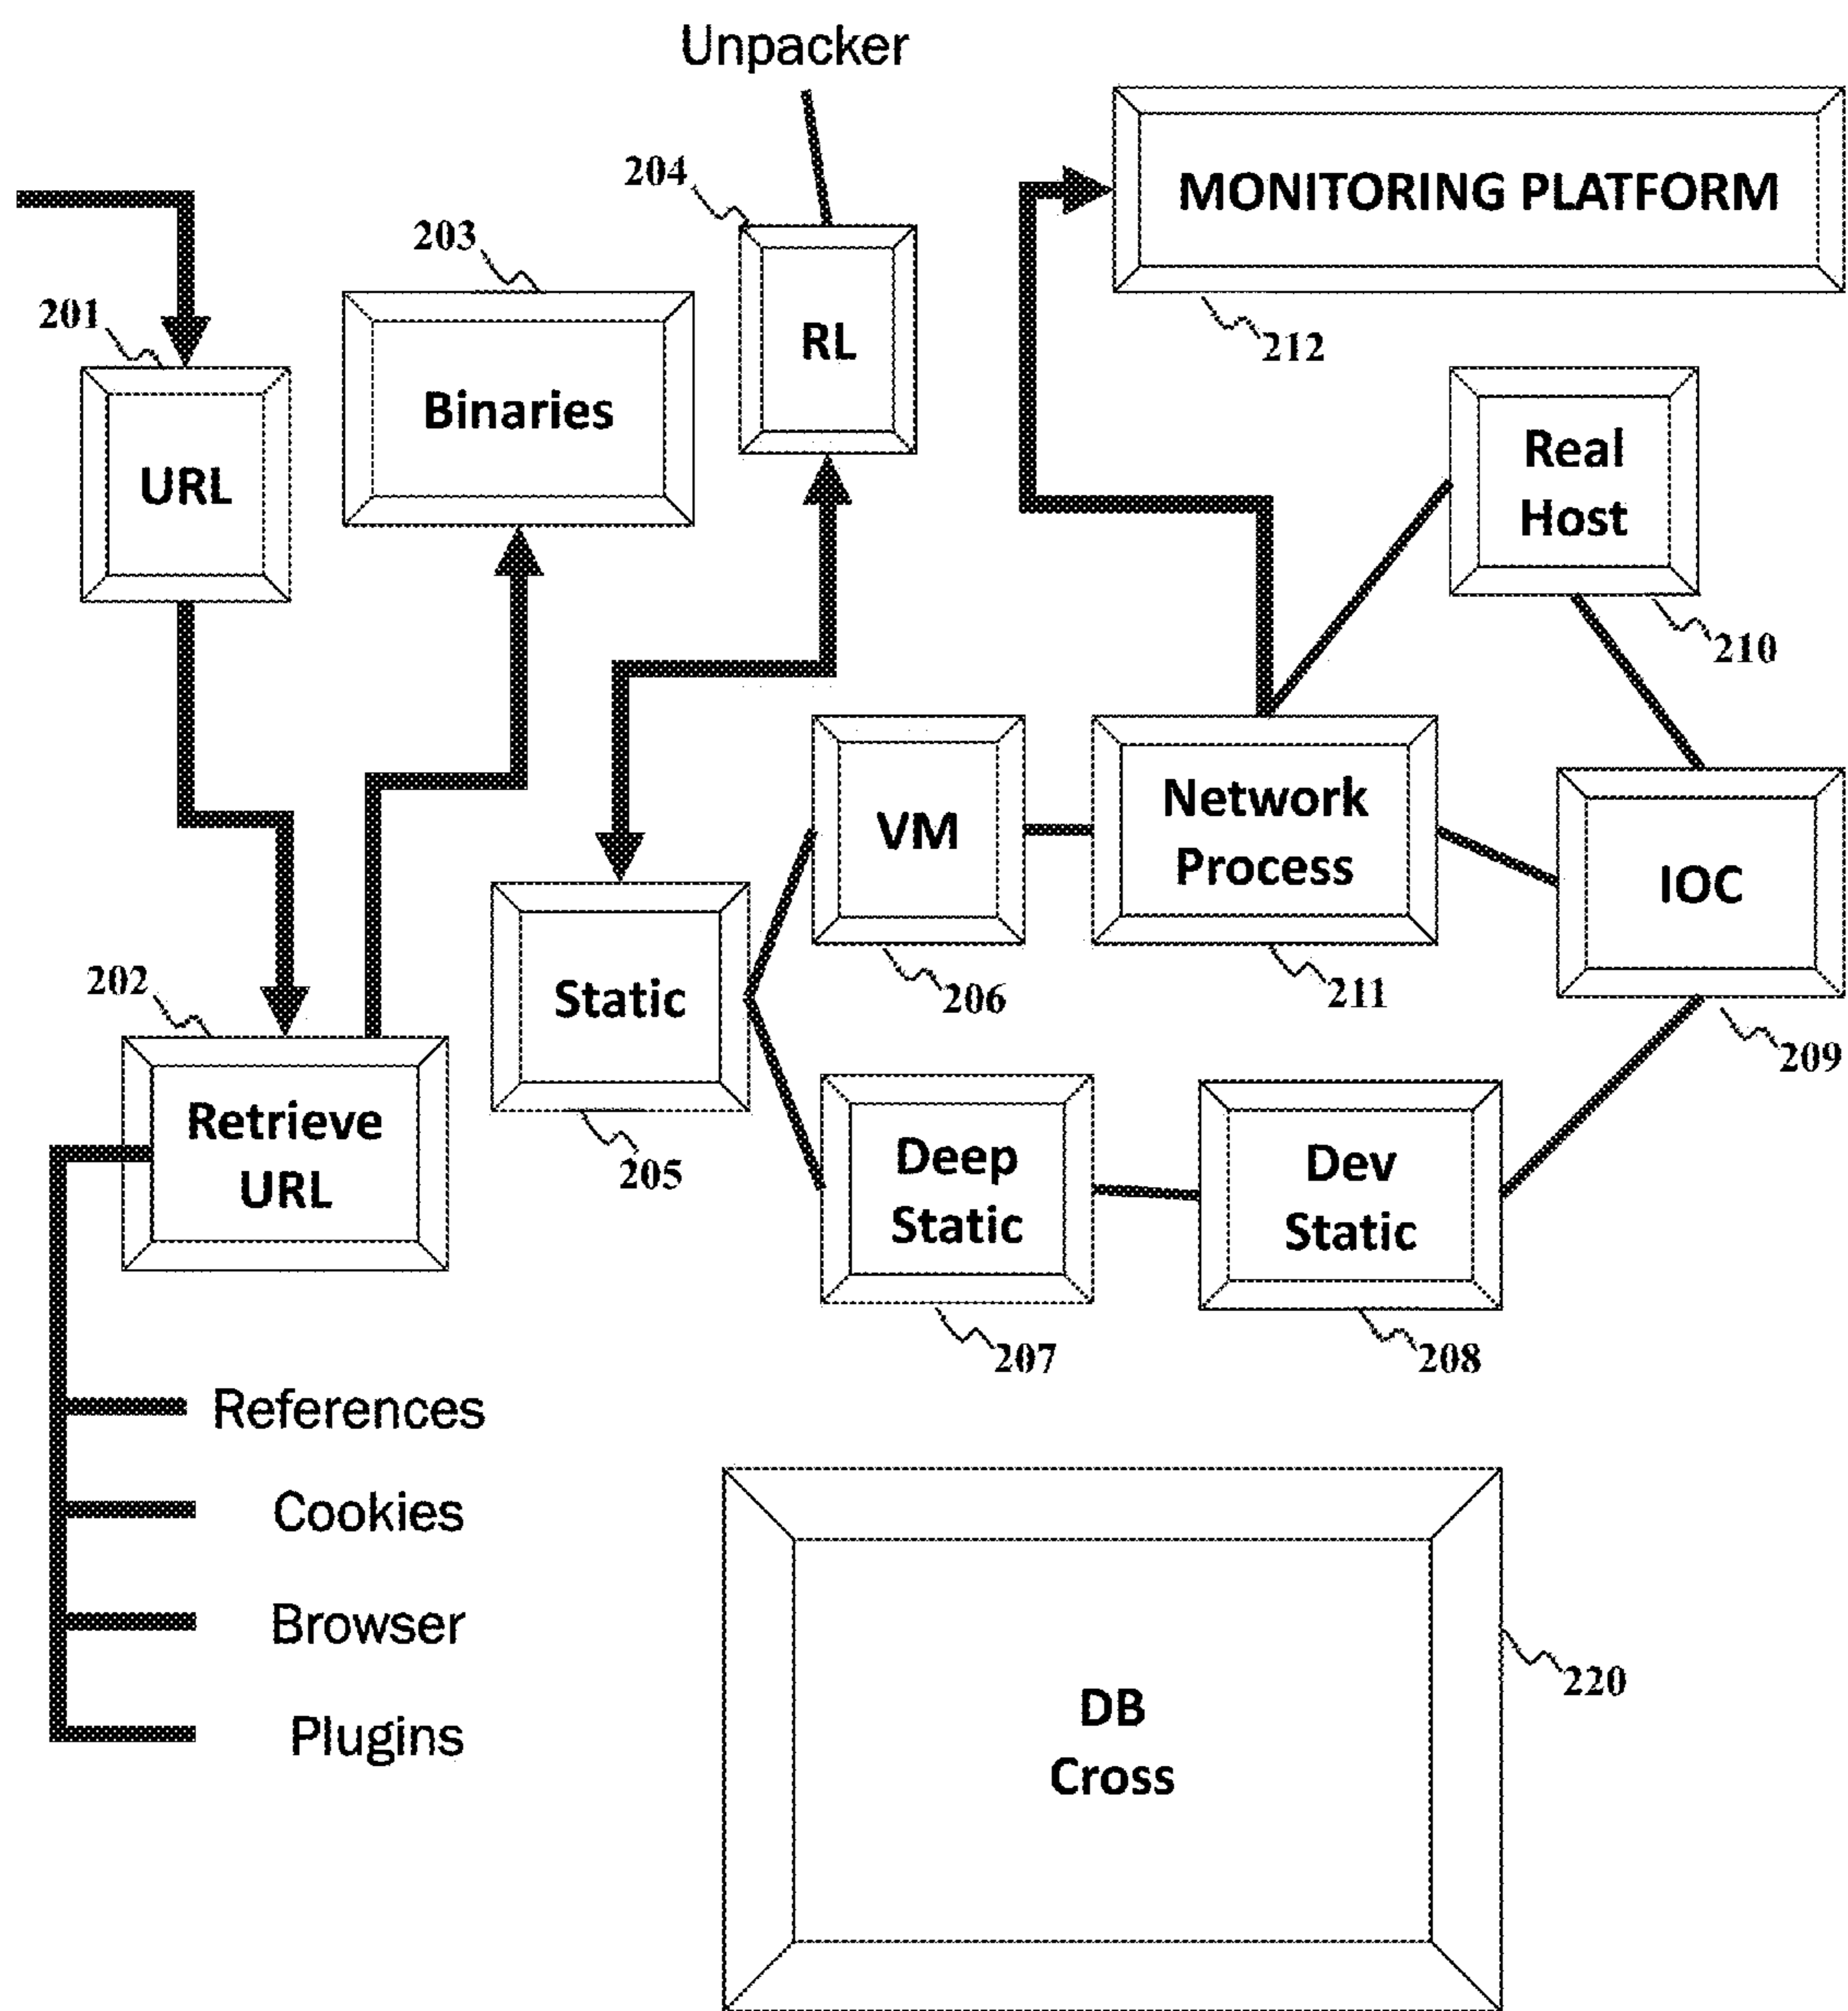 Unpacker
MONITORING PLATFORM
204
203
RL
201
212
Binaries
Real
Host
URL
210
VM
Network
Process
IOC
202
Static
206
211
209
Retrieve
URL
205
Deep
Static
Dev
Static
207
208
References
Cookies
Browser
Plugins
220
DB
Cross